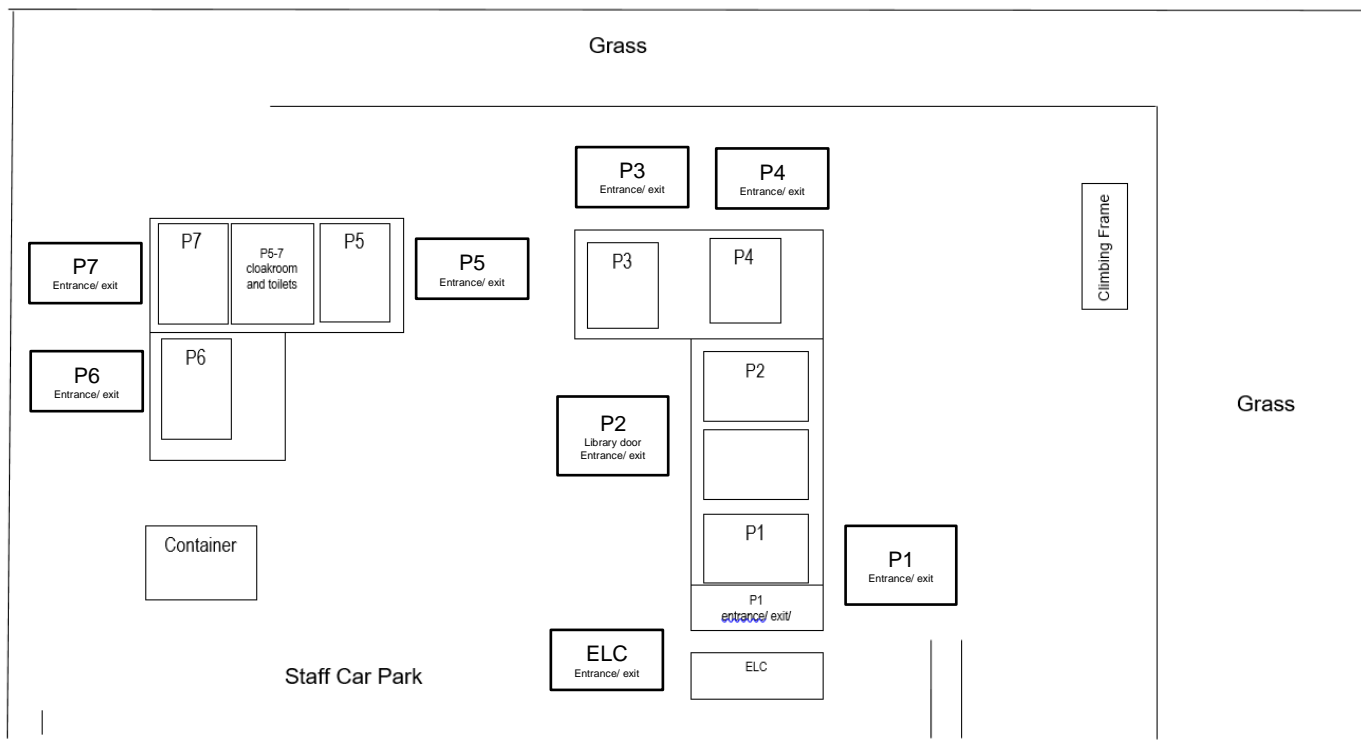 Grass
P3
Entrance/ exit
P4
Entrance/ exit
Climbing Frame
P7
P5-7
cloakroom
and toilets
P5
P7
Entrance/ exit
P5
Entrance/ exit
P3
P4
P6
P6
Entrance/ exit
P2
Grass
P2
Library door
Entrance/ exit
Container
P1
P1
Entrance/ exit
P1
entrance/ exit/
ELC
Entrance/ exit
ELC
Staff Car Park